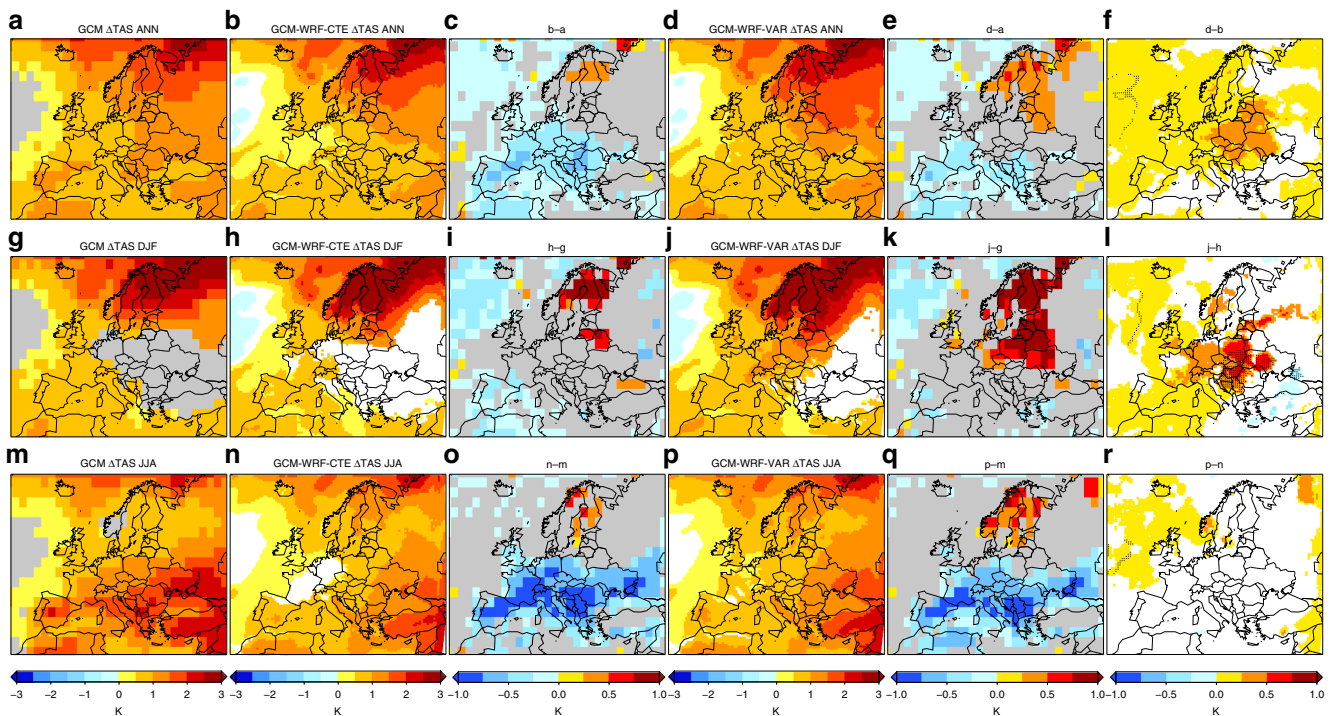 a GCM ΔTAS ANN
b GCM-WRF-CTE ΔTAS ANN
c b–a
d GCM-WRF-VAR ΔTAS ANN
e d–a
f d–b
g GCM ΔTAS DJF
h GCM-WRF-CTE ΔTAS DJF
i h–g
j GCM-WRF-VAR ΔTAS DJF
k j–g
l j–h
m GCM ΔTAS JJA
n GCM-WRF-CTE ΔTAS JJA
o n–m
p GCM-WRF-VAR ΔTAS JJA
q p–m
r p–n
−3 −2 −1 0 1 2 3
−3 −2 −1 0 1 2 3
−1.0 −0.5 0.0 0.5 1.0
−3 −2 −1 0 1 2 3
−1.0 −0.5 0.0 0.5 1.0
−1.0 −0.5 0.0 0.5 1.0
K K K K K K